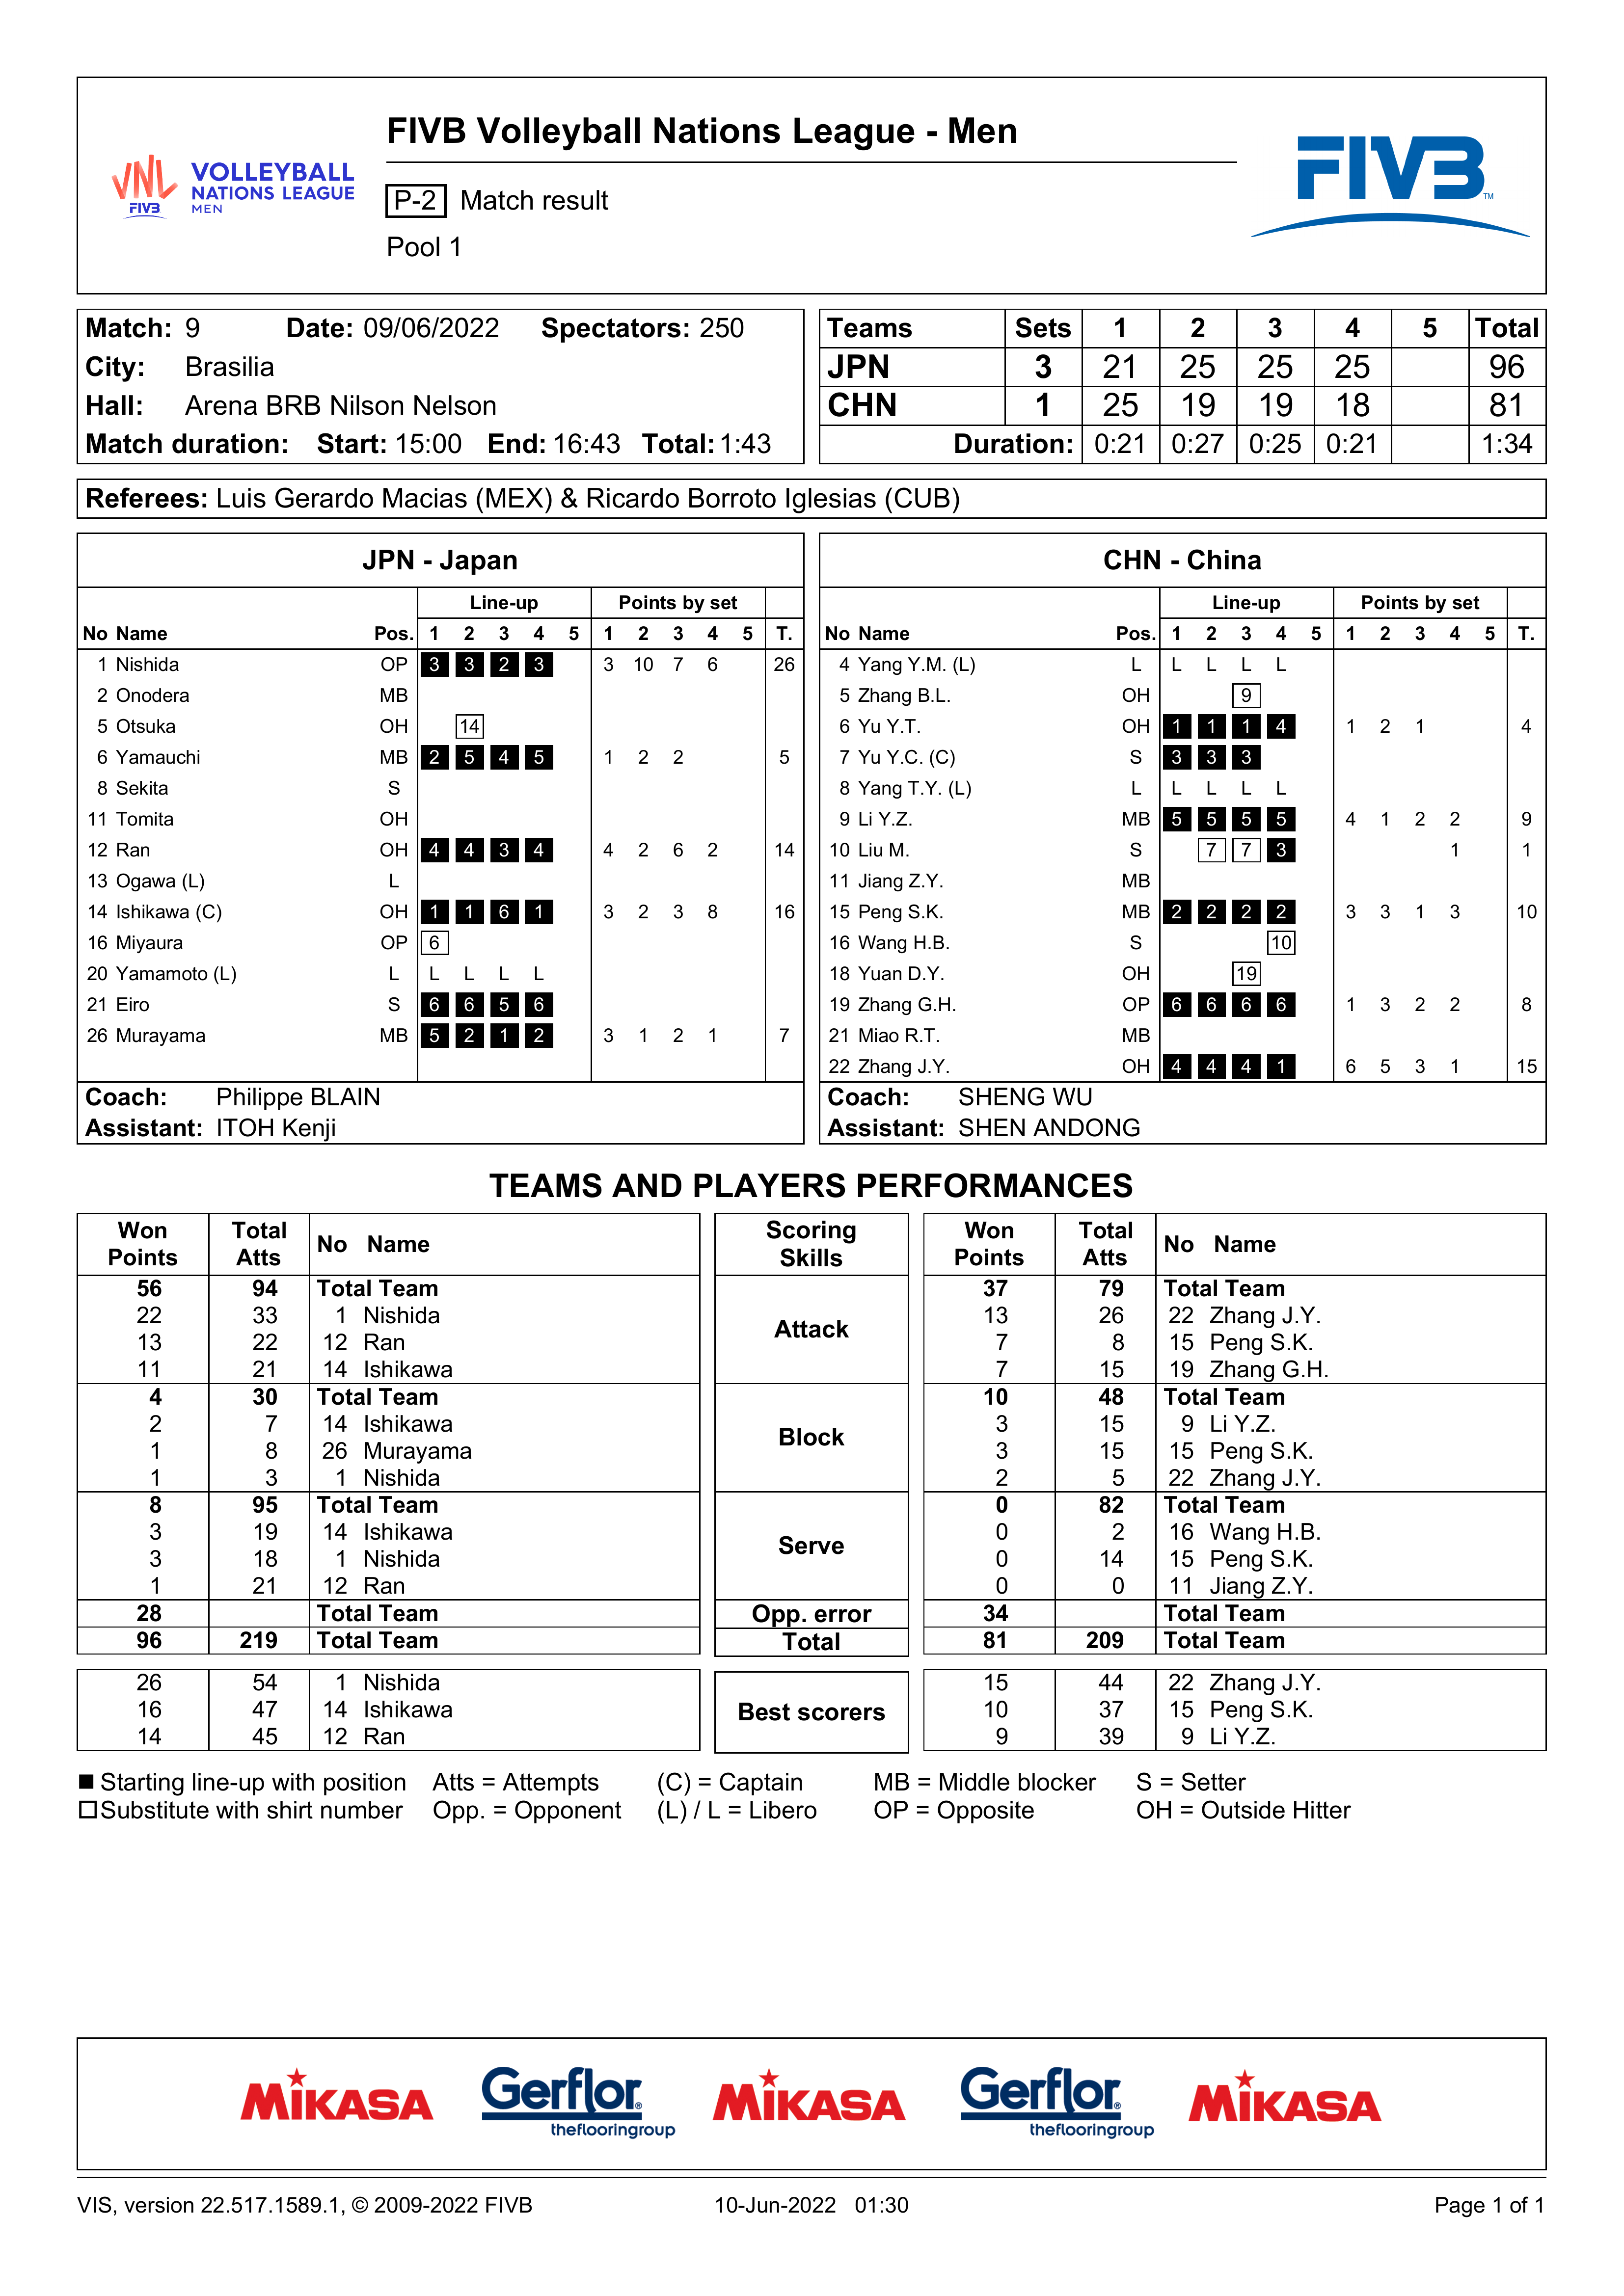 FIVB Volleyball Nations League - Men
VNL FIVB VOLLEYBALL NATIONS LEAGUE MEN
P-2 Match result
Pool 1
FIVB TM
Match: 9 Date: 09/06/2022 Spectators: 250
City: Brasilia
Hall: Arena BRB Nilson Nelson
Match duration: Start: 15:00 End: 16:43 Total: 1:43
Teams Sets 1 2 3 4 5 Total
JPN 3 21 25 25 25 96
CHN 1 25 19 19 18 81
Duration: 0:21 0:27 0:25 0:21 1:34
Referees: Luis Gerardo Macias (MEX) & Ricardo Borroto Iglesias (CUB)
JPN - Japan
Line-up Points by set
No Name Pos. 1 2 3 4 5 1 2 3 4 5 T.
1 Nishida OP 3 3 2 3 3 10 7 6 26
2 Onodera MB
5 Otsuka OH 14
6 Yamauchi MB 2 5 4 5 1 2 2 5
8 Sekita S
11 Tomita OH
12 Ran OH 4 4 3 4 4 2 6 2 14
13 Ogawa (L) L
14 Ishikawa (C) OH 1 1 6 1 3 2 3 8 16
16 Miyaura OP 6
20 Yamamoto (L) L L L L L
21 Eiro S 6 6 5 6
26 Murayama MB 5 2 1 2 3 1 2 1 7
Coach: Philippe BLAIN
Assistant: ITOH Kenji
CHN - China
Line-up Points by set
No Name Pos. 1 2 3 4 5 1 2 3 4 5 T.
4 Yang Y.M. (L) L L L L L
5 Zhang B.L. OH 9
6 Yu Y.T. OH 1 1 1 4 1 2 1 4
7 Yu Y.C. (C) S 3 3 3
8 Yang T.Y. (L) L L L L L
9 Li Y.Z. MB 5 5 5 5 4 1 2 2 9
10 Liu M. S 7 7 3 1 1
11 Jiang Z.Y. MB
15 Peng S.K. MB 2 2 2 2 3 3 1 3 10
16 Wang H.B. S 10
18 Yuan D.Y. OH 19
19 Zhang G.H. OP 6 6 6 6 1 3 2 2 8
21 Miao R.T. MB
22 Zhang J.Y. OH 4 4 4 1 6 5 3 1 15
Coach: SHENG WU
Assistant: SHEN ANDONG
TEAMS AND PLAYERS PERFORMANCES
Won Points Total Atts No Name Scoring Skills Won Points Total Atts No Name
56 94 Total Team Attack 37 79 Total Team
22 33 1 Nishida 13 26 22 Zhang J.Y.
13 22 12 Ran 7 8 15 Peng S.K.
11 21 14 Ishikawa 7 15 19 Zhang G.H.
4 30 Total Team Block 10 48 Total Team
2 7 14 Ishikawa 3 15 9 Li Y.Z.
1 8 26 Murayama 3 15 15 Peng S.K.
1 3 1 Nishida 2 5 22 Zhang J.Y.
8 95 Total Team Serve 0 82 Total Team
3 19 14 Ishikawa 0 2 16 Wang H.B.
3 18 1 Nishida 0 14 15 Peng S.K.
1 21 12 Ran 0 0 11 Jiang Z.Y.
28 Total Team Opp. error 34 Total Team
96 219 Total Team Total 81 209 Total Team
26 54 1 Nishida Best scorers 15 44 22 Zhang J.Y.
16 47 14 Ishikawa 10 37 15 Peng S.K.
14 45 12 Ran 9 39 9 Li Y.Z.
Starting line-up with position Atts = Attempts (C) = Captain MB = Middle blocker S = Setter
Substitute with shirt number Opp. = Opponent (L) / L = Libero OP = Opposite OH = Outside Hitter
MIKASA Gerflor® theflooringgroup MIKASA Gerflor® theflooringgroup MIKASA
VIS, version 22.517.1589.1, © 2009-2022 FIVB 10-Jun-2022 01:30 Page 1 of 1